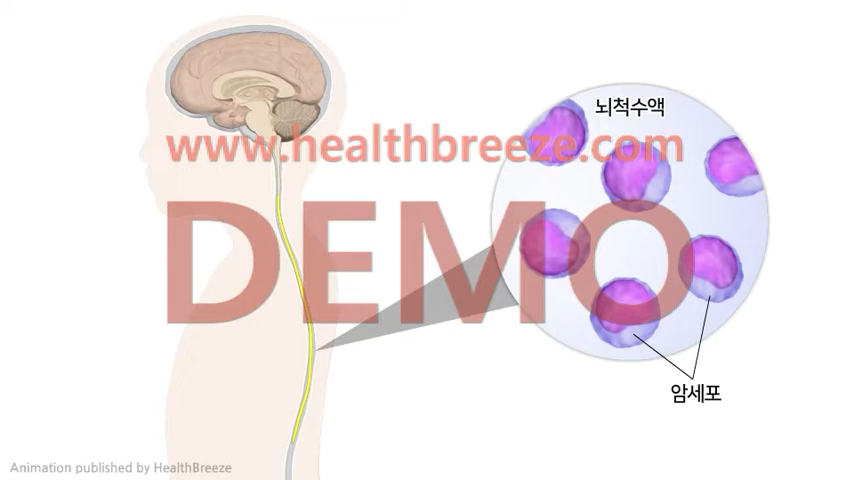 뇌척수액
www.healthbreeze.com
DEMO
암세포
Animation published by HealthBreeze